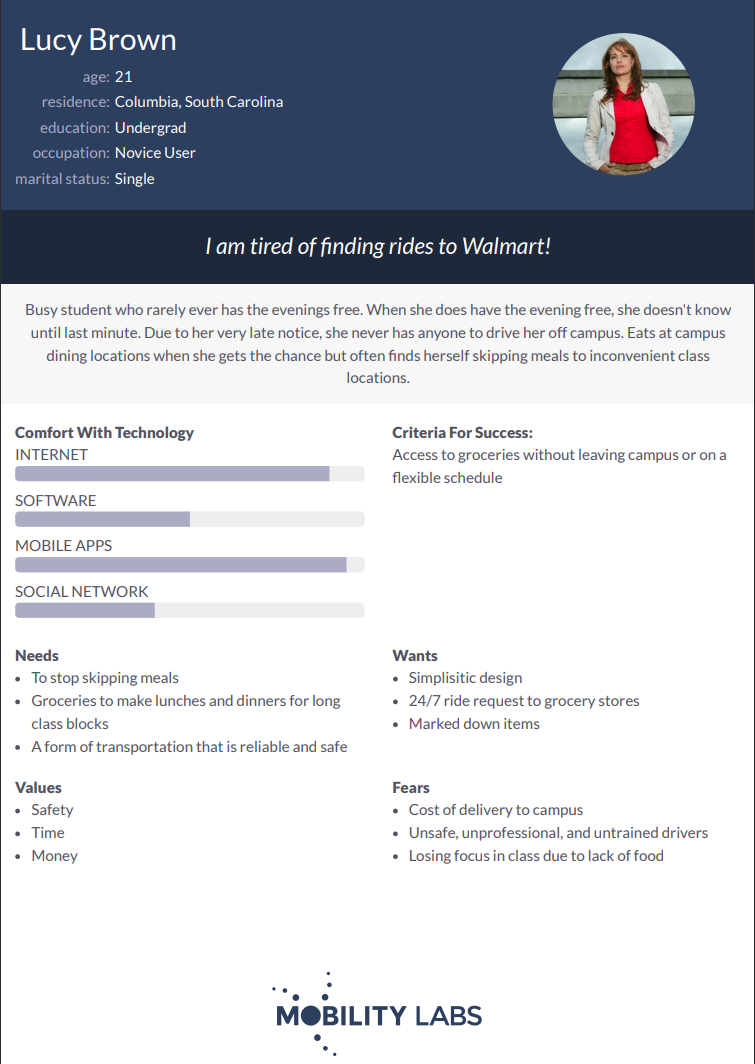 Lucy Brown
age: 21
residence: Columbia, South Carolina
education: Undergrad
occupation: Novice User
marital status: Single
I am tired of finding rides to Walmart!
Busy student who rarely ever has the evenings free. When she does have the evening free, she doesn't know
until last minute. Due to her very late notice, she never has anyone to drive her off campus. Eats at campus
dining locations when she gets the chance but often finds herself skipping meals to inconvenient class
locations.
Comfort With Technology
INTERNET
SOFTWARE
MOBILE APPS
SOCIAL NETWORK
Criteria For Success:
Access to groceries without leaving campus or on a
flexible schedule
Needs
• To stop skipping meals
• Groceries to make lunches and dinners for long
class blocks
• A form of transportation that is reliable and safe
Wants
• Simplisitic design
• 24/7 ride request to grocery stores
• Marked down items
Values
• Safety
• Time
• Money
Fears
• Cost of delivery to campus
• Unsafe, unprofessional, and untrained drivers
• Losing focus in class due to lack of food
MOBILITY LABS